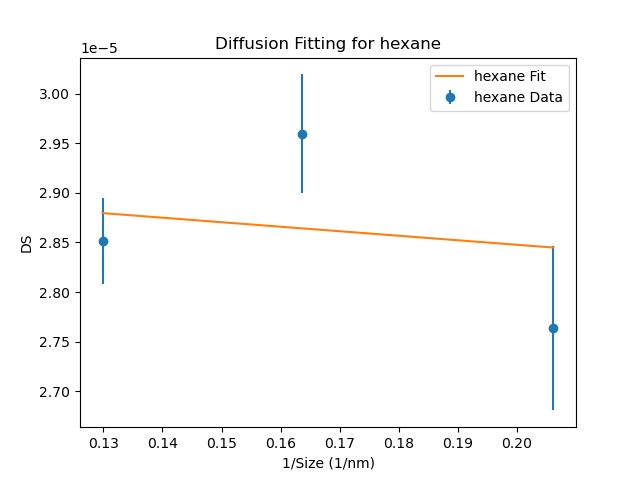 Diffusion Fitting for hexane
1e−5
hexane Fit
hexane Data
3.00
2.95
2.90
2.85
2.80
2.75
2.70
DS
0.13 0.14 0.15 0.16 0.17 0.18 0.19 0.20
1/Size (1/nm)